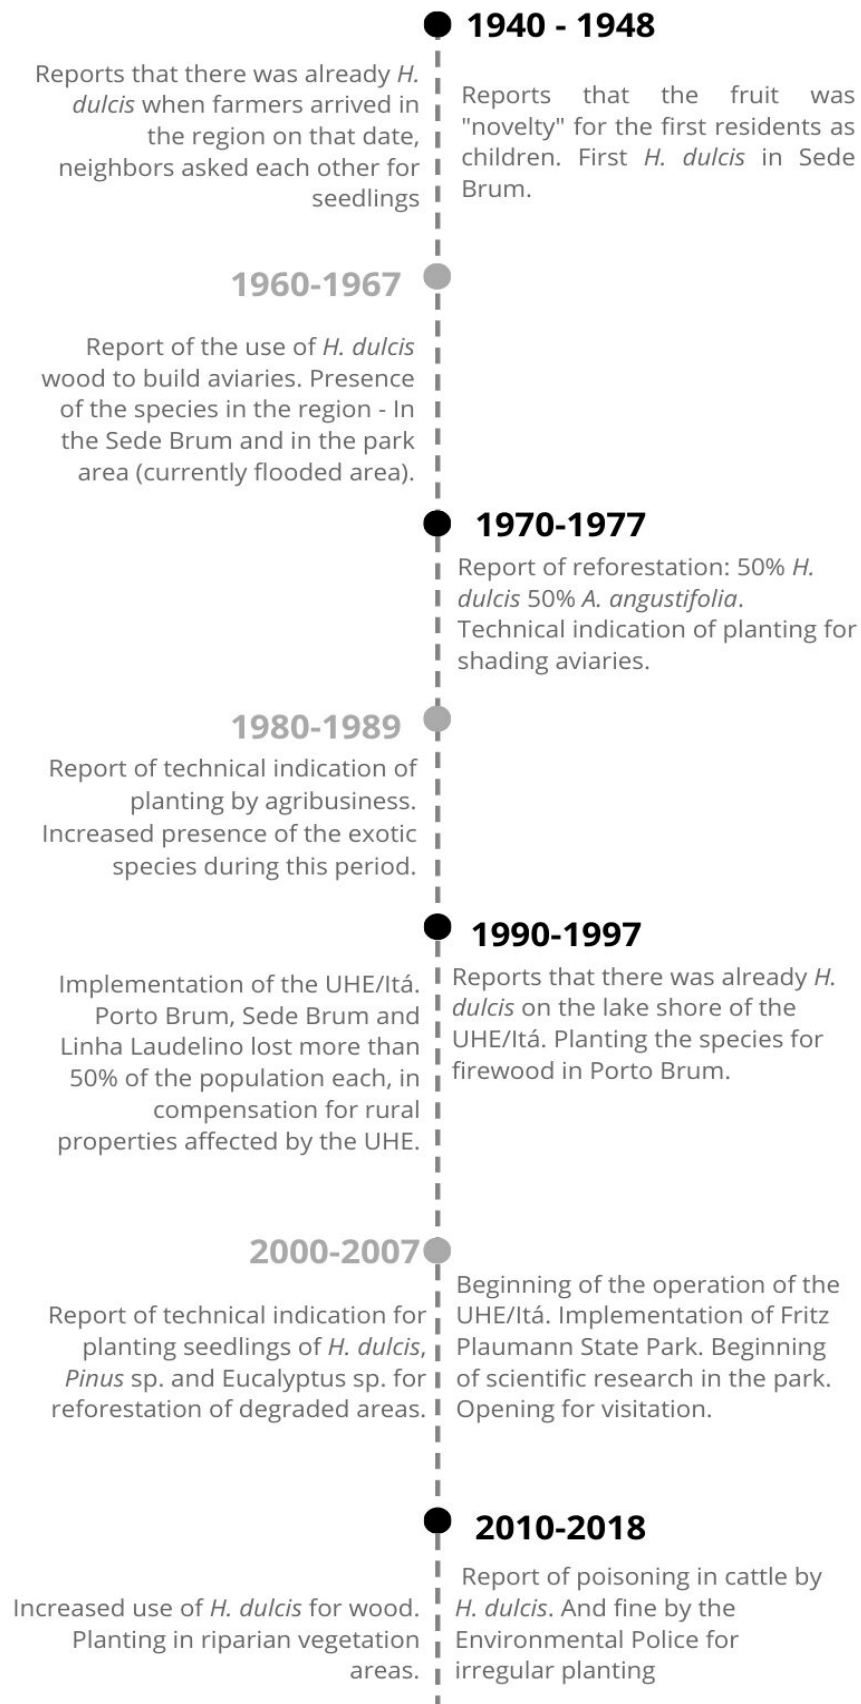 1940 - 1948
Reports that there was already H.
dulcis when farmers arrived in
the region on that date,
neighbors asked each other for
seedlings
Reports that the fruit was
"novelty" for the first residents as
children. First H. dulcis in Sede
Brum.
1960-1967
Report of the use of H. dulcis
wood to build aviaries. Presence
of the species in the region - In
the Sede Brum and in the park
area (currently flooded area).
1970-1977
Report of reforestation: 50% H.
dulcis 50% A. angustifolia.
Technical indication of planting for
shading aviaries.
1980-1989
Report of technical indication of
planting by agribusiness.
Increased presence of the exotic
species during this period.
1990-1997
Implementation of the UHE/Itá.
Porto Brum, Sede Brum and
Linha Laudelino lost more than
50% of the population each, in
compensation for rural
properties affected by the UHE.
Reports that there was already H.
dulcis on the lake shore of the
UHE/Itá. Planting the species for
firewood in Porto Brum.
2000-2007
Report of technical indication for
planting seedlings of H. dulcis,
Pinus sp. and Eucalyptus sp. for
reforestation of degraded areas.
Beginning of the operation of the
UHE/Itá. Implementation of Fritz
Plaumann State Park. Beginning
of scientific research in the park.
Opening for visitation.
2010-2018
Increased use of H. dulcis for wood.
Planting in riparian vegetation
areas.
Report of poisoning in cattle by
H. dulcis. And fine by the
Environmental Police for
irregular planting